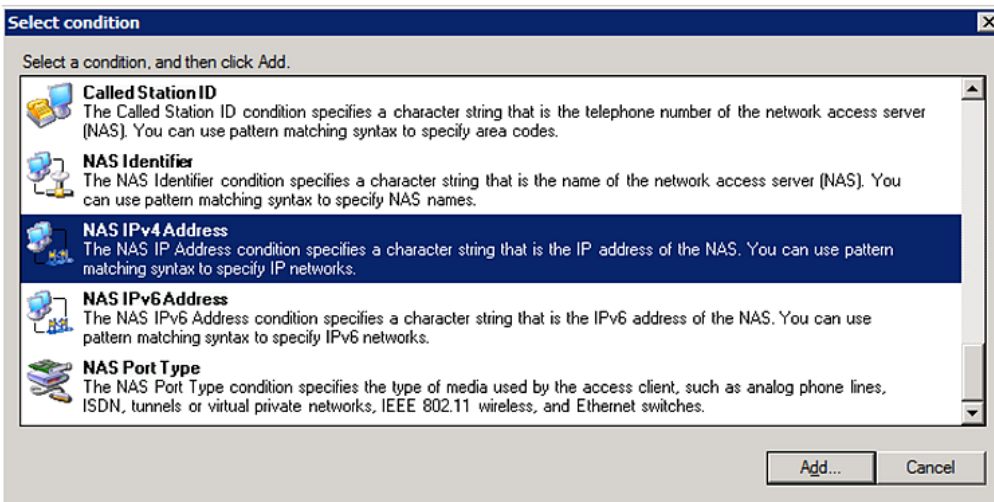 Select condition
Select a condition, and then click Add.
Called Station ID
The Called Station ID condition specifies a character string that is the telephone number of the network access server
(NAS). You can use pattern matching syntax to specify area codes.
NAS Identifier
The NAS Identifier condition specifies a character string that is the name of the network access server (NAS). You
can use pattern matching syntax to specify NAS names.
NAS IPv4 Address
The NAS IP Address condition specifies a character string that is the IP address of the NAS. You can use pattern
matching syntax to specify IP networks.
NAS IPv6 Address
The NAS IPv6 Address condition specifies a character string that is the IPv6 address of the NAS. You can use
pattern matching syntax to specify IPv6 networks.
NAS Port Type
The NAS Port Type condition specifies the type of media used by the access client, such as analog phone lines,
ISDN, tunnels or virtual private networks, IEEE 802.11 wireless, and Ethernet switches.
Add... Cancel